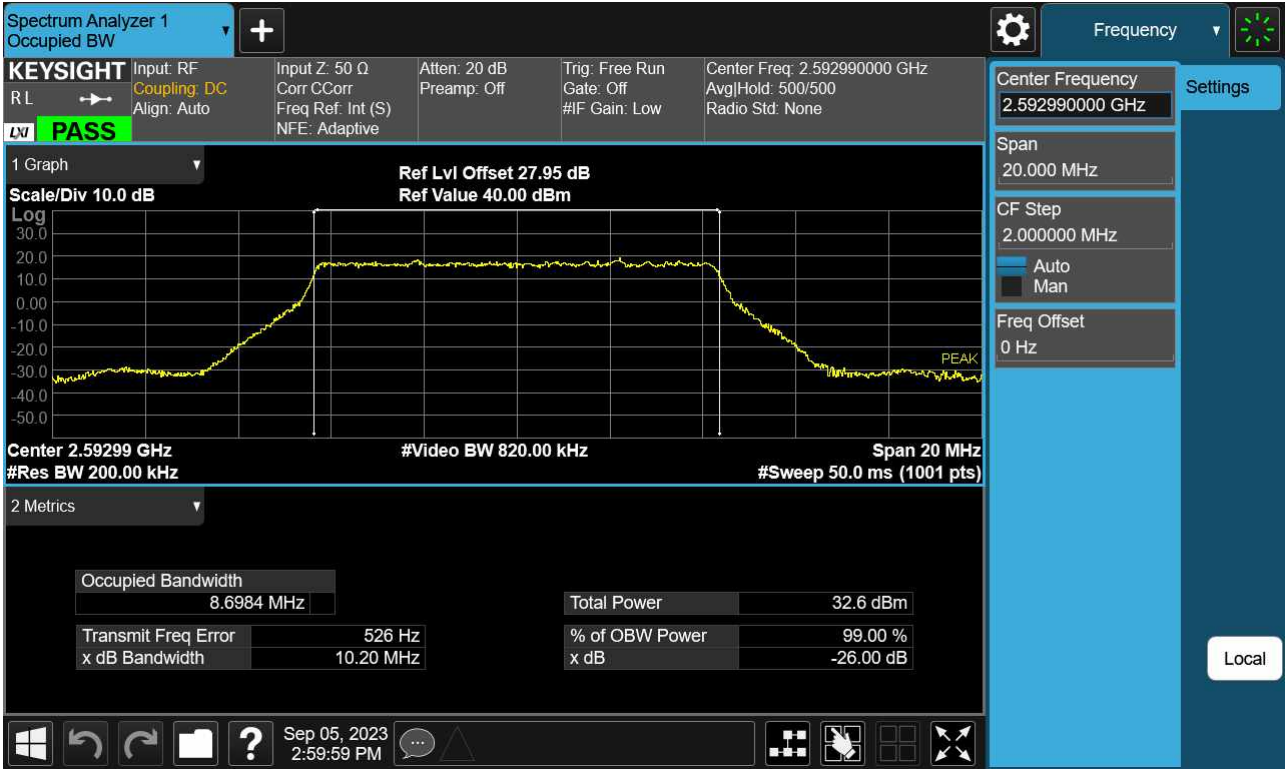 Spectrum Analyzer 1
Occupied BW
Frequency
KEYSIGHT
R L
LXI
PASS
Input: RF
Coupling: DC
Align: Auto
Input Z: 50 Ω
Corr CCorr
Freq Ref: Int (S)
NFE: Adaptive
Atten: 20 dB
Preamp: Off
Trig: Free Run
Gate: Off
#IF Gain: Low
Center Freq: 2.592990000 GHz
Avg|Hold: 500/500
Radio Std: None
Center Frequency
2.592990000 GHz
Settings
Span
20.000 MHz
CF Step
2.000000 MHz
Auto
Man
Freq Offset
0 Hz
Local
1 Graph
Scale/Div 10.0 dB
Ref Lvl Offset 27.95 dB
Ref Value 40.00 dBm
Log
30.0
20.0
10.0
0.00
-10.0
-20.0
-30.0
-40.0
-50.0
PEAK
Center 2.59299 GHz
#Video BW 820.00 kHz
Span 20 MHz
#Res BW 200.00 kHz
#Sweep 50.0 ms (1001 pts)
2 Metrics
Occupied Bandwidth
8.6984 MHz
Total Power 32.6 dBm
Transmit Freq Error 526 Hz
% of OBW Power 99.00 %
x dB Bandwidth 10.20 MHz
x dB -26.00 dB
?
Sep 05, 2023
2:59:59 PM